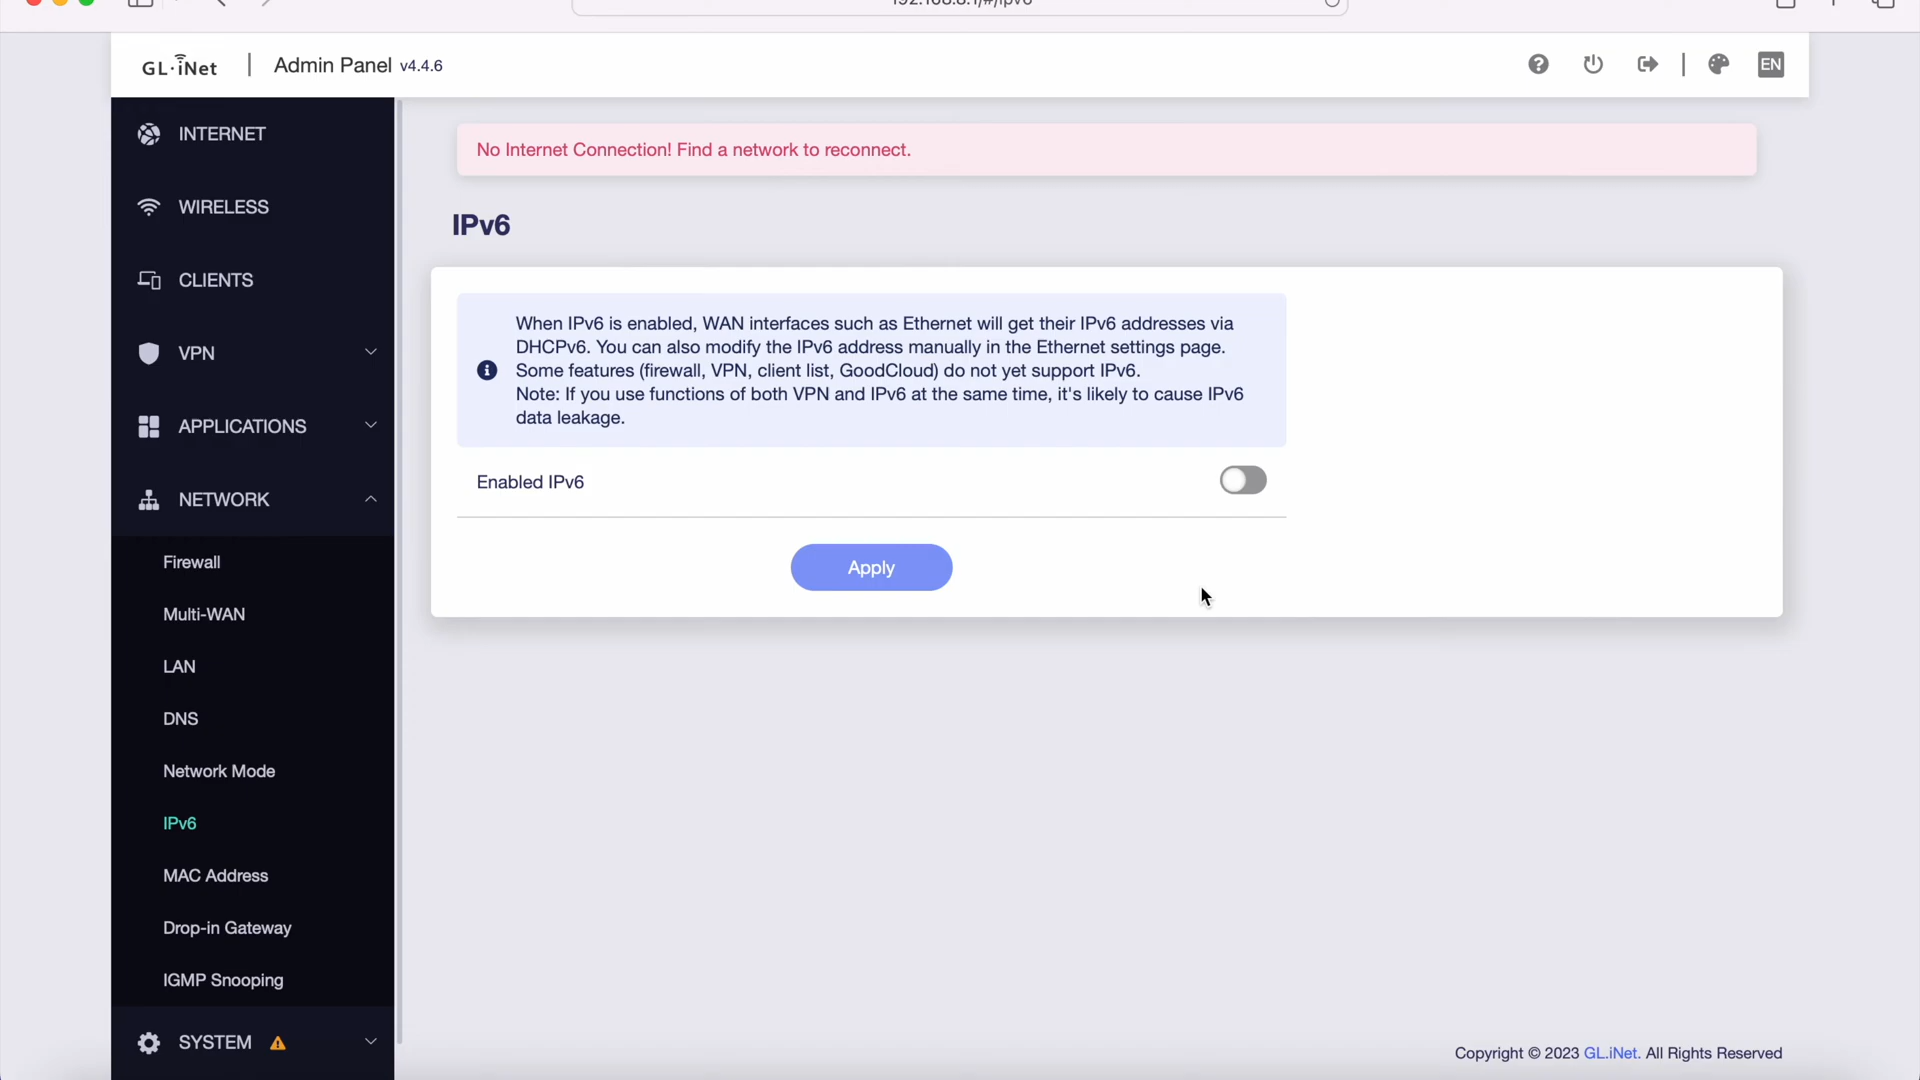 GL·iNet
Admin Panel v4.4.6
EN
INTERNET
WIRELESS
CLIENTS
VPN
APPLICATIONS
NETWORK
Firewall
Multi-WAN
LAN
DNS
Network Mode
IPv6
MAC Address
Drop-in Gateway
IGMP Snooping
SYSTEM
No Internet Connection! Find a network to reconnect.
IPv6
When IPv6 is enabled, WAN interfaces such as Ethernet will get their IPv6 addresses via
DHCPv6. You can also modify the IPv6 address manually in the Ethernet settings page.
Some features (firewall, VPN, client list, GoodCloud) do not yet support IPv6.
Note: If you use functions of both VPN and IPv6 at the same time, it's likely to cause IPv6
data leakage.
Enabled IPv6
Apply
Copyright © 2023 GL.iNet. All Rights Reserved